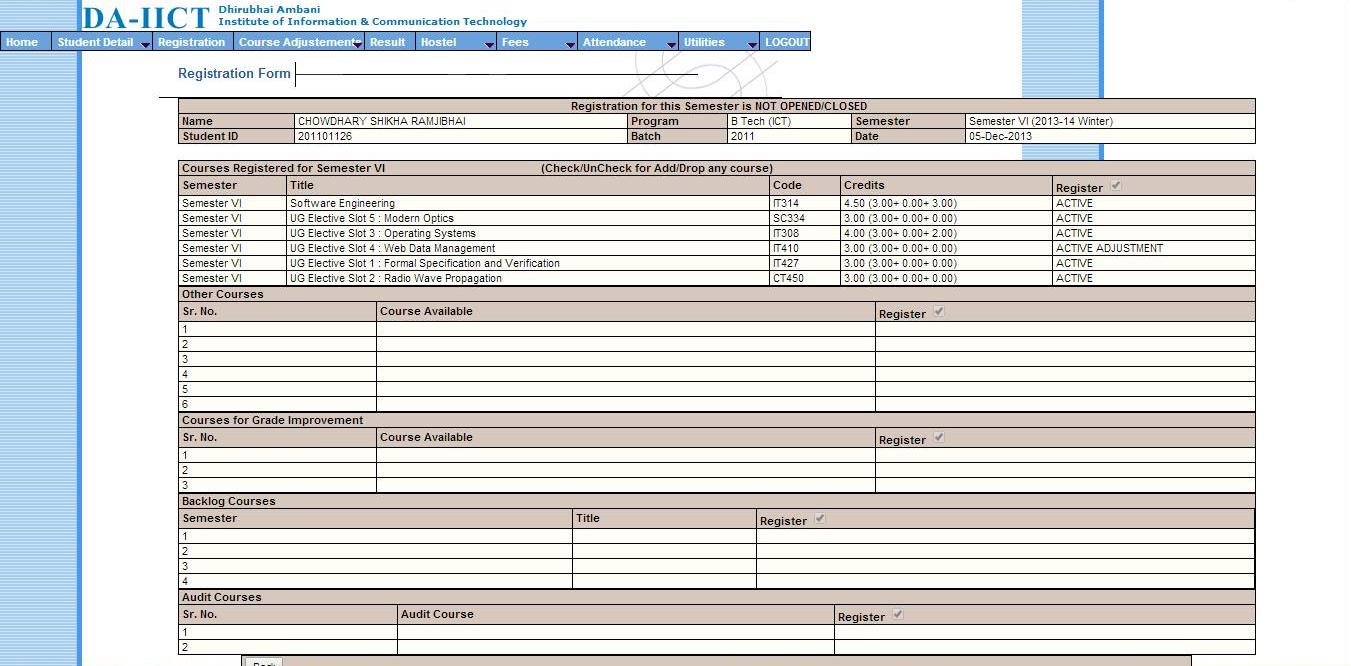 DA-IICT Dhirubhai Ambani
Institute of Information & Communication Technology
Home Student Detail Registration Course Adjustements Result Hostel Fees Attendance Utilities LOGOUT
Registration Form
Registration for this Semester is NOT OPENED/CLOSED
Name CHOWDHARY SHIKHA RAMJIBHAI Program B Tech (ICT) Semester Semester VI (2013-14 Winter)
Student ID 201101126 Batch 2011 Date 05-Dec-2013
Courses Registered for Semester VI (Check/UnCheck for Add/Drop any course)
Semester Title Code Credits Register
Semester VI Software Engineering IT314 4.50 (3.00+ 0.00+ 3.00) ACTIVE
Semester VI UG Elective Slot 5 : Modern Optics SC334 3.00 (3.00+ 0.00+ 0.00) ACTIVE
Semester VI UG Elective Slot 3 : Operating Systems IT308 4.00 (3.00+ 0.00+ 2.00) ACTIVE
Semester VI UG Elective Slot 4 : Web Data Management IT410 3.00 (3.00+ 0.00+ 0.00) ACTIVE ADJUSTMENT
Semester VI UG Elective Slot 1 : Formal Specification and Verification IT427 3.00 (3.00+ 0.00+ 0.00) ACTIVE
Semester VI UG Elective Slot 2 : Radio Wave Propagation CT450 3.00 (3.00+ 0.00+ 0.00) ACTIVE
Other Courses
Sr. No. Course Available Register
1
2
3
4
5
6
Courses for Grade Improvement
Sr. No. Course Available Register
1
2
3
Backlog Courses
Semester Title Register
1
2
3
4
Audit Courses
Sr. No. Audit Course Register
1
2